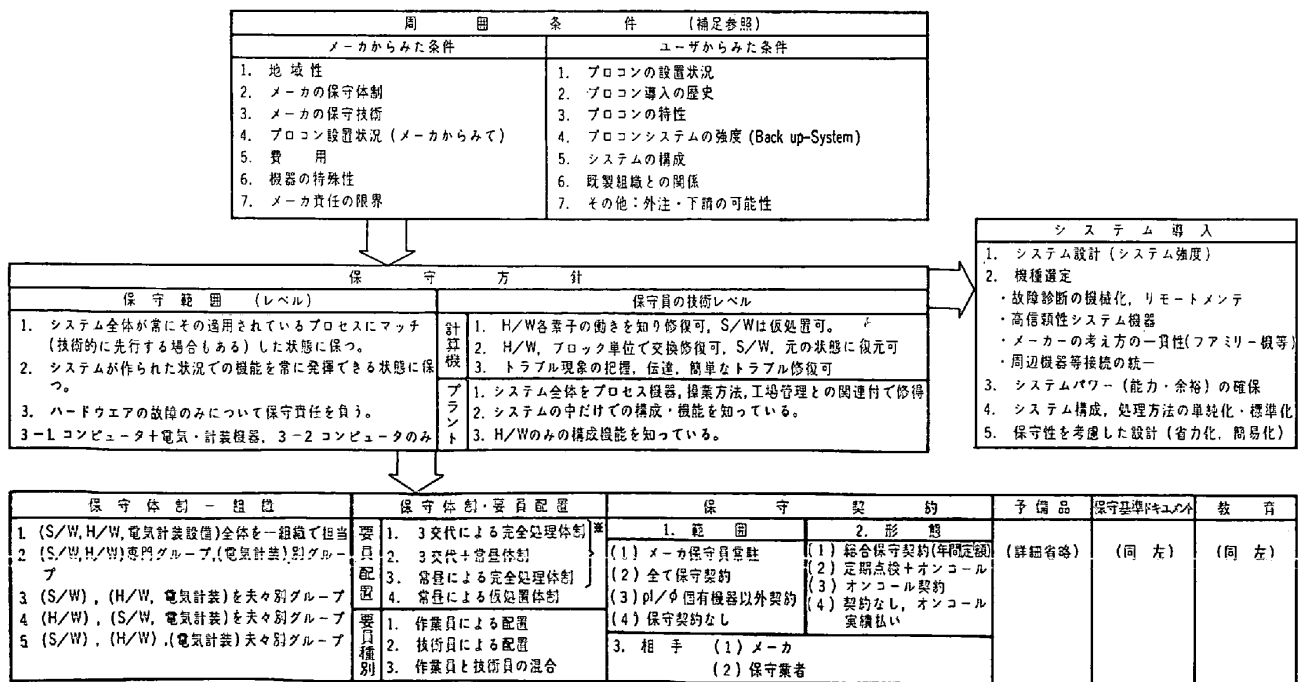 周囲条件 (補足参照)
メーカからみた条件
1. 地域性
2. メーカの保守体制
3. メーカの保守技術
4. プロコン設置状況 (メーカからみて)
5. 費用
6. 機器の特殊性
7. メーカ責任の限界
ユーザからみた条件
1. プロコンの設置状況
2. プロコン導入の歴史
3. プロコンの特性
4. プロコンシステムの強度 (Back up-System)
5. システムの構成
6. 既製組織との関係
7. その他:外注・下請の可能性
保守方針
保守範囲 (レベル)
1. システム全体が常にその適用されているプロセスにマッチ
(技術的に先行する場合もある) した状態に保つ。
2. システムが作られた状況での機能を常に発揮できる状態に保
つ。
3. ハードウエアの故障のみについて保守責任を負う。
3-1. コンピュータ+電気・計装機器, 3-2 コンピュータのみ
保守員の技術レベル
計算機
1. H/W各素子の働きを知り修復可, S/Wは仮処置可。
2. H/W, ブロック単位で交換修復可, S/W, 元の状態に復元可
3. トラブル現象の把握, 伝達, 簡単なトラブル修復可
プラント
1. システム全体をプロセス機器, 操業方法, 工場管理との関連付で修得
2. システムの中だけでの構成・機能を知っている。
3. H/Wのみの構成機能を知っている。
システム導入
1. システム設計 (システム強度)
2. 機種選定
・故障診断の機械化, リモートメンテ
・高信頼性システム機器
・メーカーの考え方の一貫性(フアミリー機等)
・周辺機器等接続の統一
3. システムパワー (能力・余裕) の確保
4. システム構成, 処理方法の単純化・標準化
5. 保守性を考慮した設計 (省力化, 簡易化)
保守体制-組織
1. (S/W, H/W, 電気計装設備)全体を一組織で担当
2. (S/W, H/W)専門グループ, (電気計装)別グルー
プ
3. (S/W), (H/W, 電気計装)を夫々別グループ
4. (H/W), (S/W, 電気計装)を夫々別グループ
5. (S/W), (H/W), (電気計装)夫々別グループ
保守体制・要員配置
要員配置
1. 3交代による完全処理体制 ※
2. 3交代+常昼体制
3. 常昼による完全処理体制
4. 常昼による仮処置体制
要員種別
1. 作業員による配置
2. 技術員による配置
3. 作業員と技術員の混合
保守契約
1. 範囲
(1) メーカ保守員常駐
(2) 全て保守契約
(3) pI/φ 固有機器以外契約
(4) 保守契約なし
2. 形態
(1) 総合保守契約(年間定額)
(2) 定期点検+オンコール
(3) オンコール契約
(4) 契約なし, オンコール
実績払い
3. 相手 (1) メーカ
(2) 保守業者
予備品
(詳細省略)
保守基準ドキュメント
(同左)
教育
(同左)